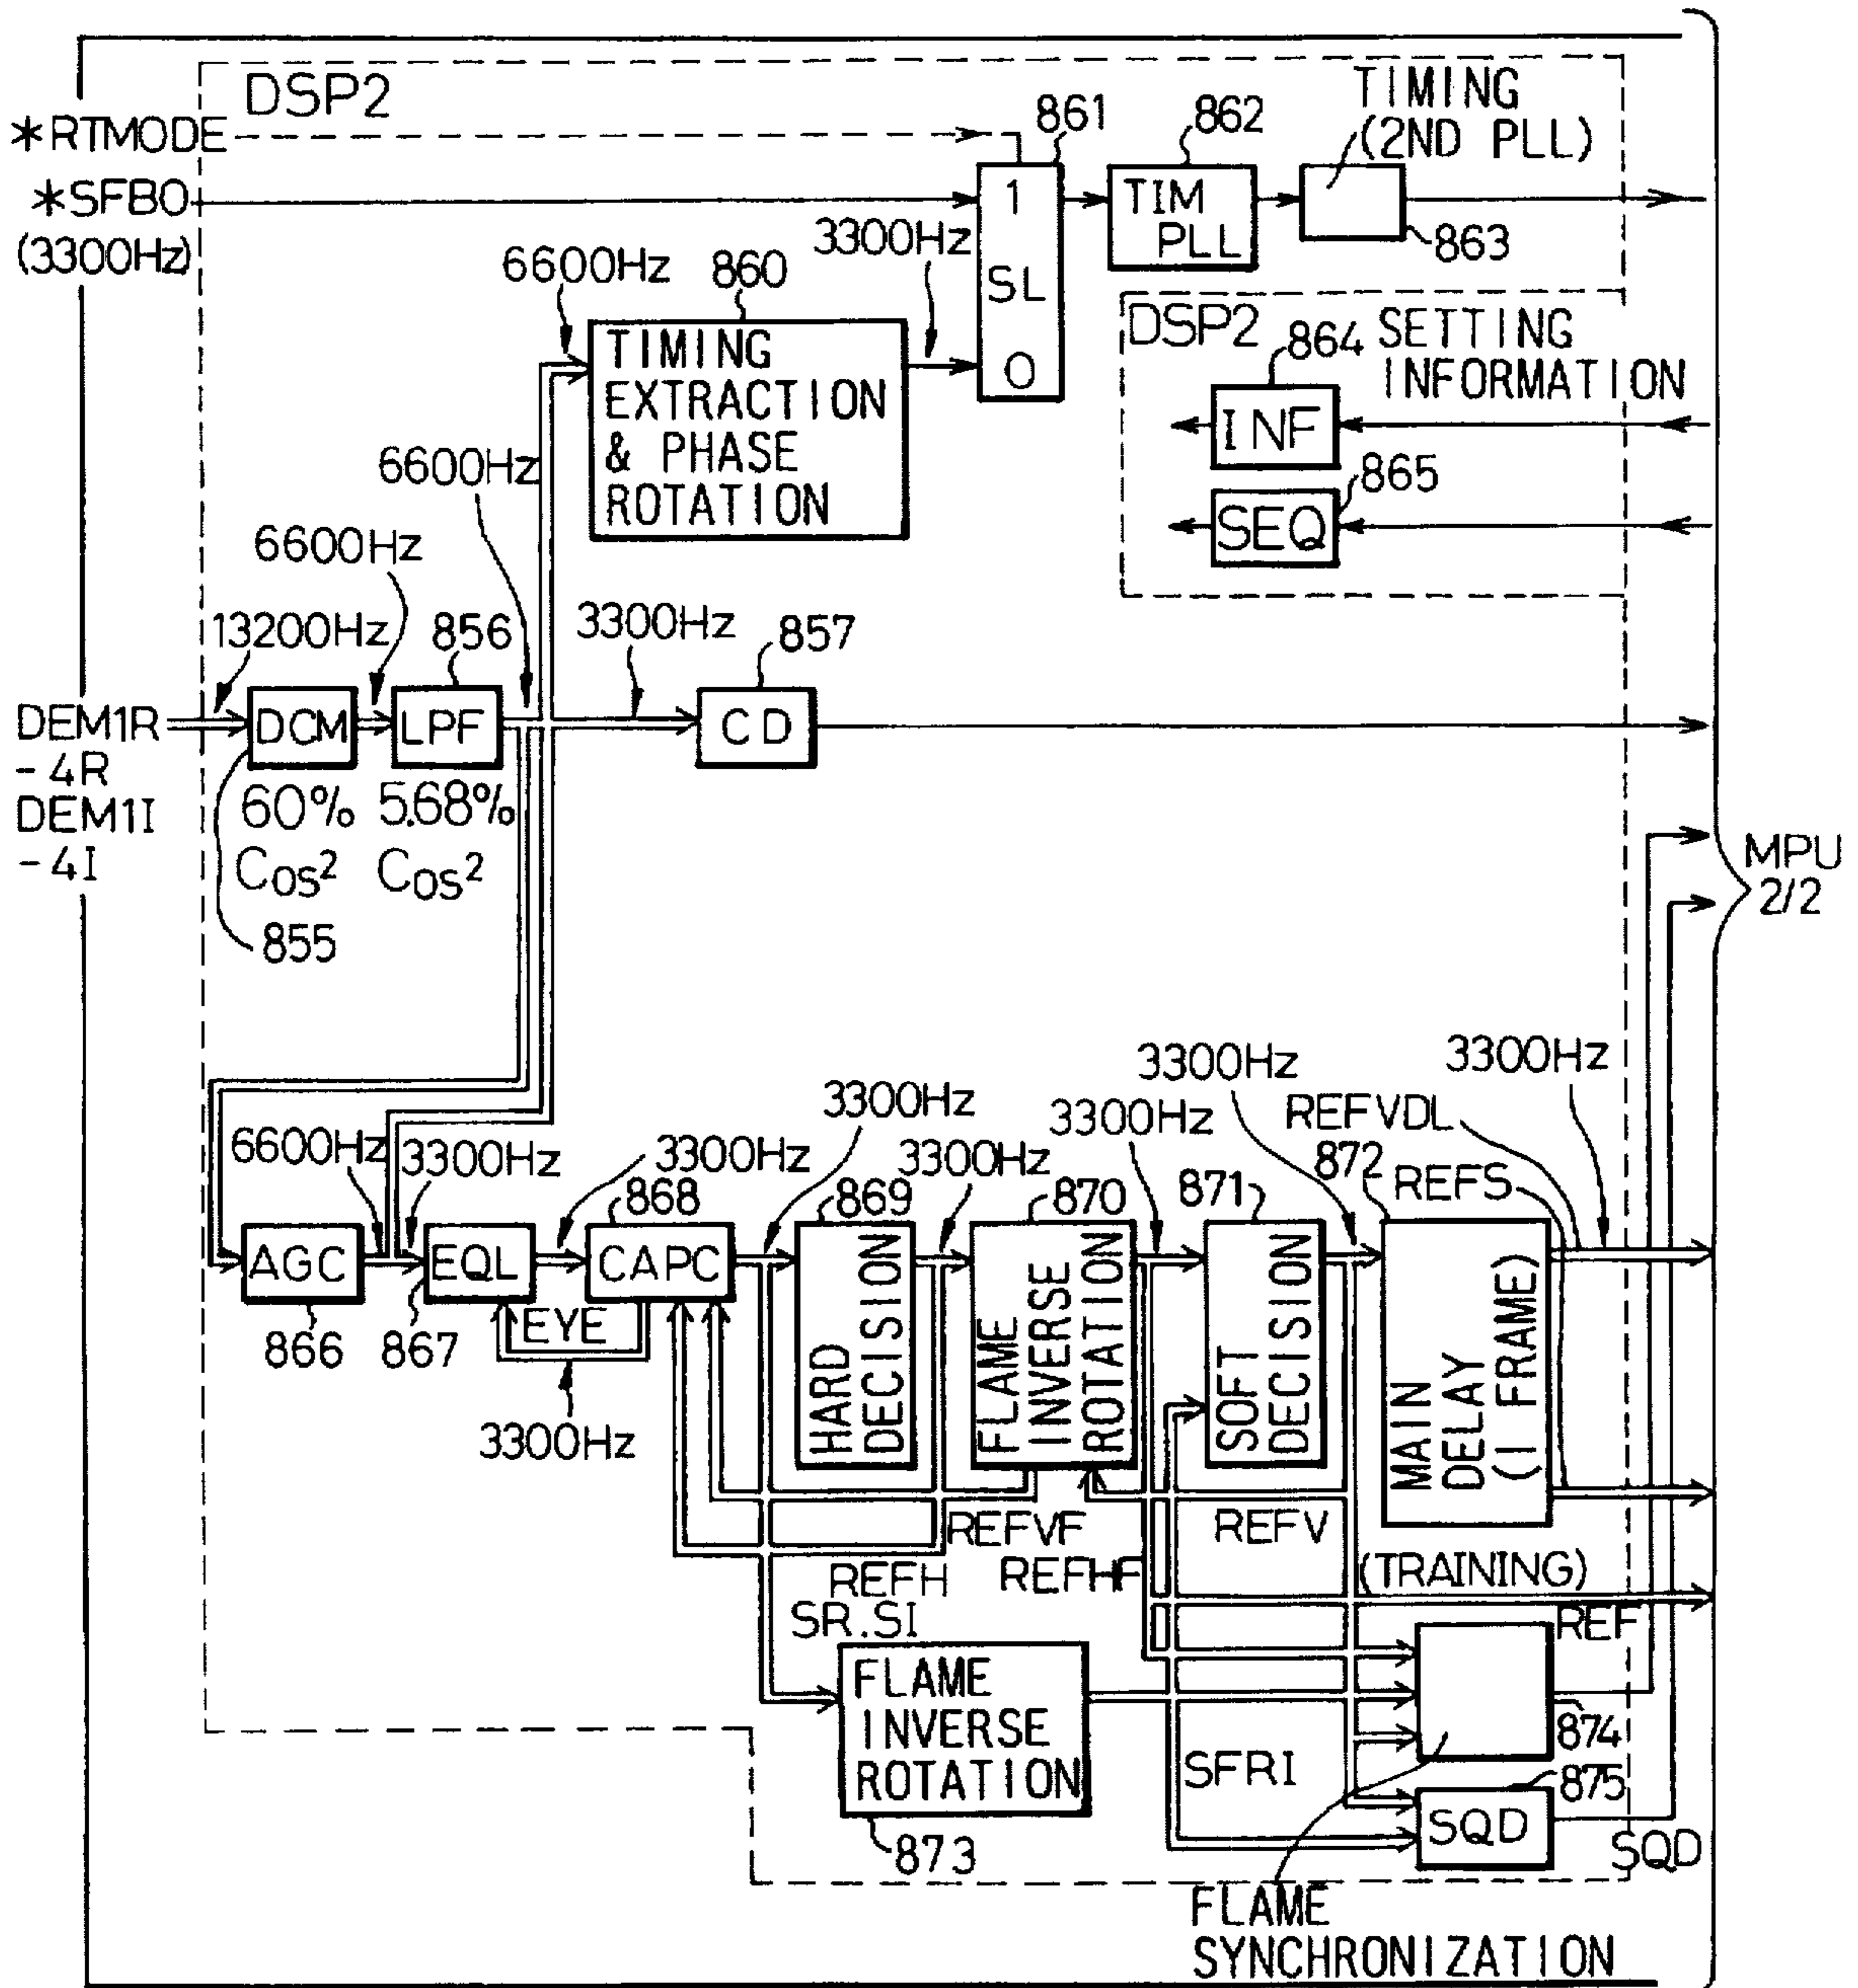 DSP2
TIMING
(2ND PLL)
*RTMODE
861
862
*SFBO
(3300Hz)
1
SL
0
TIM
PLL
863
3300Hz
6600Hz
860
TIMING
EXTRACTION
& PHASE
ROTATION
DSP2
864
SETTING
INFORMATION
INF
865
SEQ
6600Hz
6600Hz
13200Hz
856
3300Hz
857
DEM1R
-4R
DEM1I
-4I
DCM
LPF
CD
60%
Cos²
5.68%
Cos²
855
MPU
2/2
3300Hz
3300Hz
REFVDL
3300Hz
3300Hz
6600Hz
3300Hz
3300Hz
3300Hz
868
869
870
871
872
REFS
AGC
EQL
CAPC
HARD
DECISION
FLAME
INVERSE
ROTATION
SOFT
DECISION
MAIN
DELAY
(1 FRAME)
866
867
EYE
3300Hz
REFVF
REFV
REFH
REFHF
(TRAINING)
SR.SI
REF
FLAME
INVERSE
ROTATION
874
SFRI
875
SQD
873
SQD
FLAME
SYNCHRONIZATION